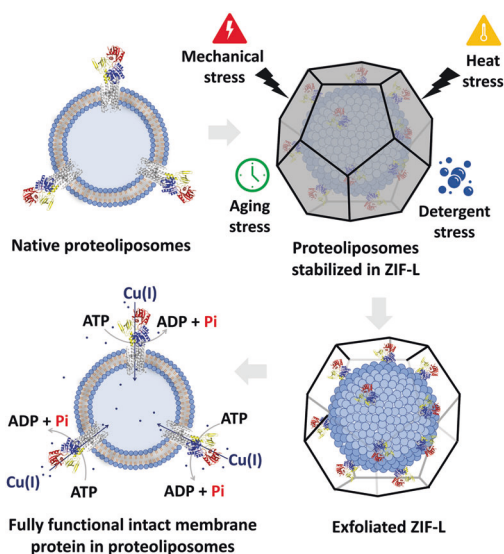 Mechanical
stress
Heat
stress
Aging
stress
Detergent
stress
Native proteoliposomes
Proteoliposomes
stabilized in ZIF-L
Cu(I)
ATP
ADP + Pi
ADP + Pi
ATP
Cu(I)
Cu(I)
ATP
ADP + Pi
Fully functional intact membrane
protein in proteoliposomes
Exfoliated ZIF-L